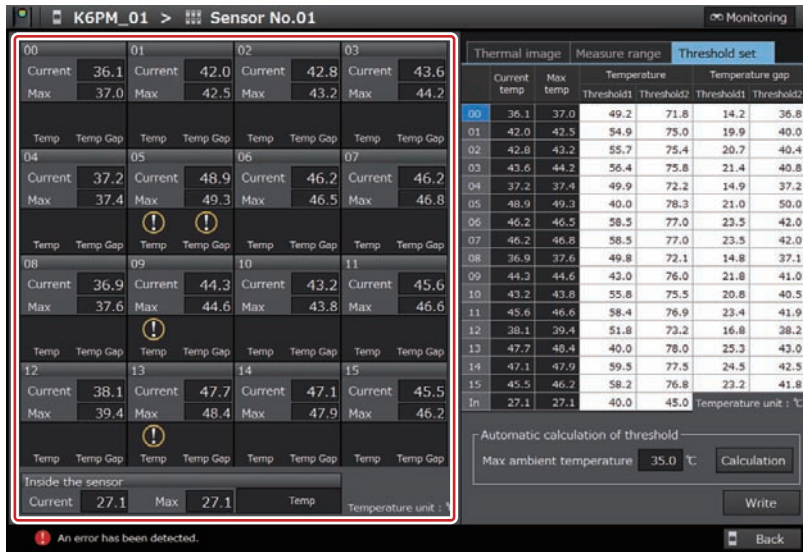 K6PM_01 > Sensor No.01 Monitoring
00 01 02 03
Current 36.1 Current 42.0 Current 42.8 Current 43.6
Max 37.0 Max 42.5 Max 43.2 Max 44.2
Temp Temp Gap Temp Temp Gap Temp Temp Gap Temp Temp Gap
04 05 06 07
Current 37.2 Current 48.9 Current 46.2 Current 46.2
Max 37.4 Max 49.3 Max 46.5 Max 46.8
! !
Temp Temp Gap Temp Temp Gap Temp Temp Gap Temp Temp Gap
08 09 10 11
Current 36.9 Current 44.3 Current 43.2 Current 45.6
Max 37.6 Max 44.6 Max 43.8 Max 46.6
!
Temp Temp Gap Temp Temp Gap Temp Temp Gap Temp Temp Gap
12 13 14 15
Current 38.1 Current 47.7 Current 47.1 Current 45.5
Max 39.4 Max 48.4 Max 47.9 Max 46.2
!
Temp Temp Gap Temp Temp Gap Temp Temp Gap Temp Temp Gap
Inside the sensor
Current 27.1 Max 27.1 Temp Temperature unit :
Thermal image Measure range Threshold set
Current temp Max temp Temperature Temperature gap
Threshold1 Threshold2 Threshold1 Threshold2
00 36.1 37.0 49.2 71.8 14.2 36.8
01 42.0 42.5 54.9 75.0 19.9 40.0
02 42.8 43.2 55.7 75.4 20.7 40.4
03 43.6 44.2 56.4 75.8 21.4 40.8
04 37.2 37.4 49.9 72.2 14.9 37.2
05 48.9 49.3 40.0 78.3 21.0 50.0
06 46.2 46.5 58.5 77.0 23.5 42.0
07 46.2 46.8 58.5 77.0 23.5 42.0
08 36.9 37.6 49.8 72.1 14.8 37.1
09 44.3 44.6 43.0 76.0 21.8 41.0
10 43.2 43.8 55.8 75.5 20.8 40.5
11 45.6 46.6 58.4 76.9 23.4 41.9
12 38.1 39.4 51.8 73.2 16.8 38.2
13 47.7 48.4 40.0 78.0 25.3 43.0
14 47.1 47.9 59.5 77.5 24.5 42.5
15 45.5 46.2 58.2 76.8 23.2 41.8
In 27.1 27.1 40.0 45.0 Temperature unit : ℃
Automatic calculation of threshold
Max ambient temperature 35.0 ℃ Calculation
Write
! An error has been detected. Back